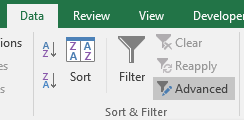 Data Review View Developer
ions
A
Z
Z
A
Z A
A Z
Sort
Filter
Clear
Reapply
Advanced
Sort & Filter